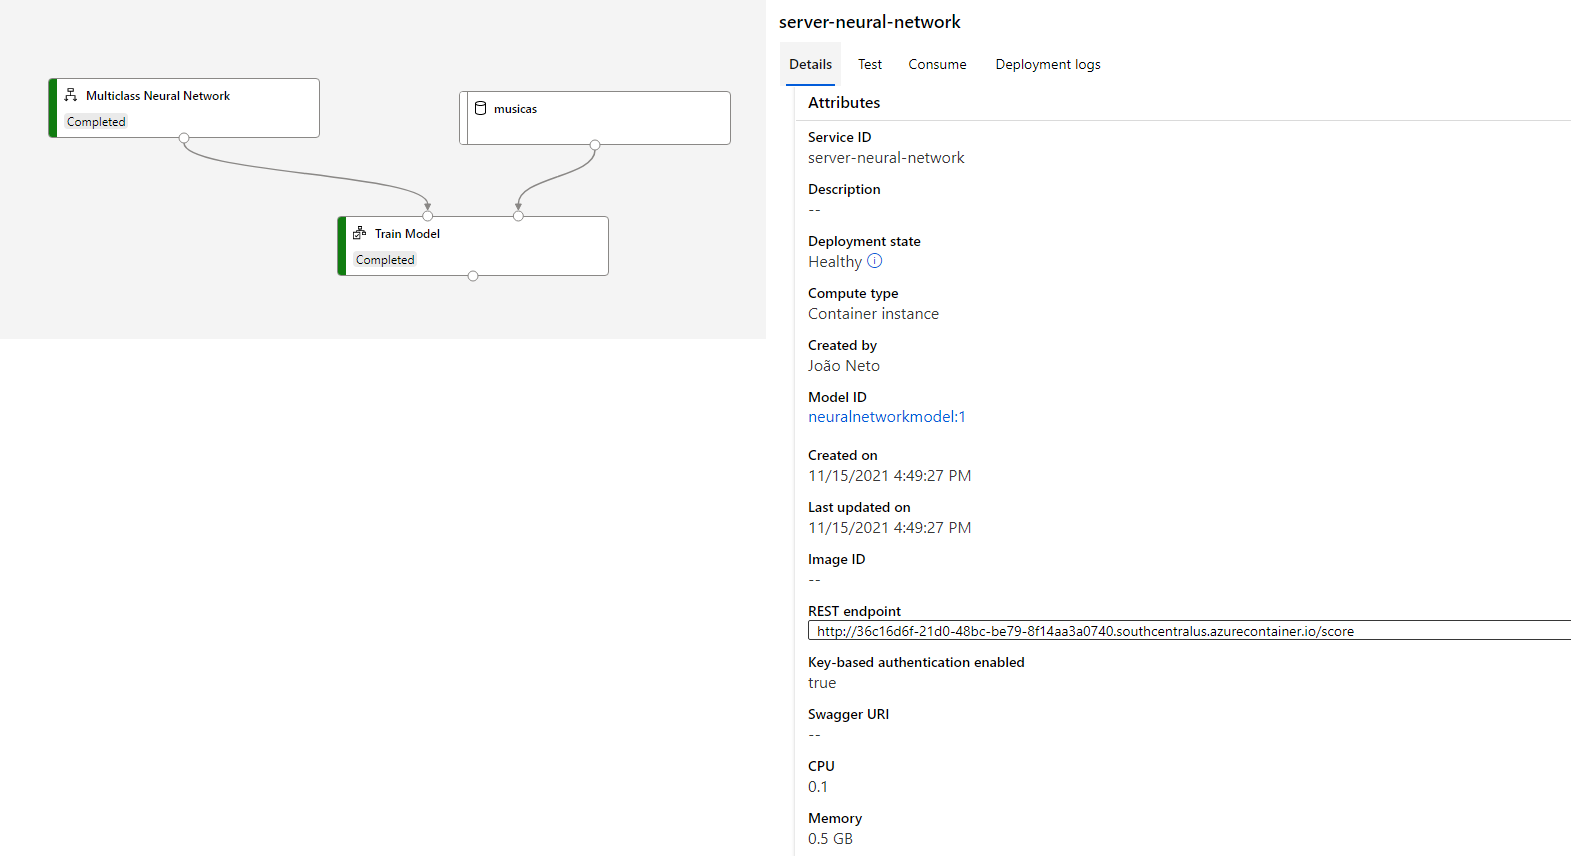 Multiclass Neural Network
Completed
musicas
Train Model
Completed
server-neural-network
Details Test Consume Deployment logs
Attributes
Service ID
server-neural-network
Description
--
Deployment state
Healthy
Compute type
Container instance
Created by
João Neto
Model ID
neuralnetworkmodel:1
Created on
11/15/2021 4:49:27 PM
Last updated on
11/15/2021 4:49:27 PM
Image ID
--
REST endpoint
http://36c16d6f-21d0-48bc-be79-8f14aa3a0740.southcentralus.azurecontainer.io/score
Key-based authentication enabled
true
Swagger URI
--
CPU
0.1
Memory
0.5 GB